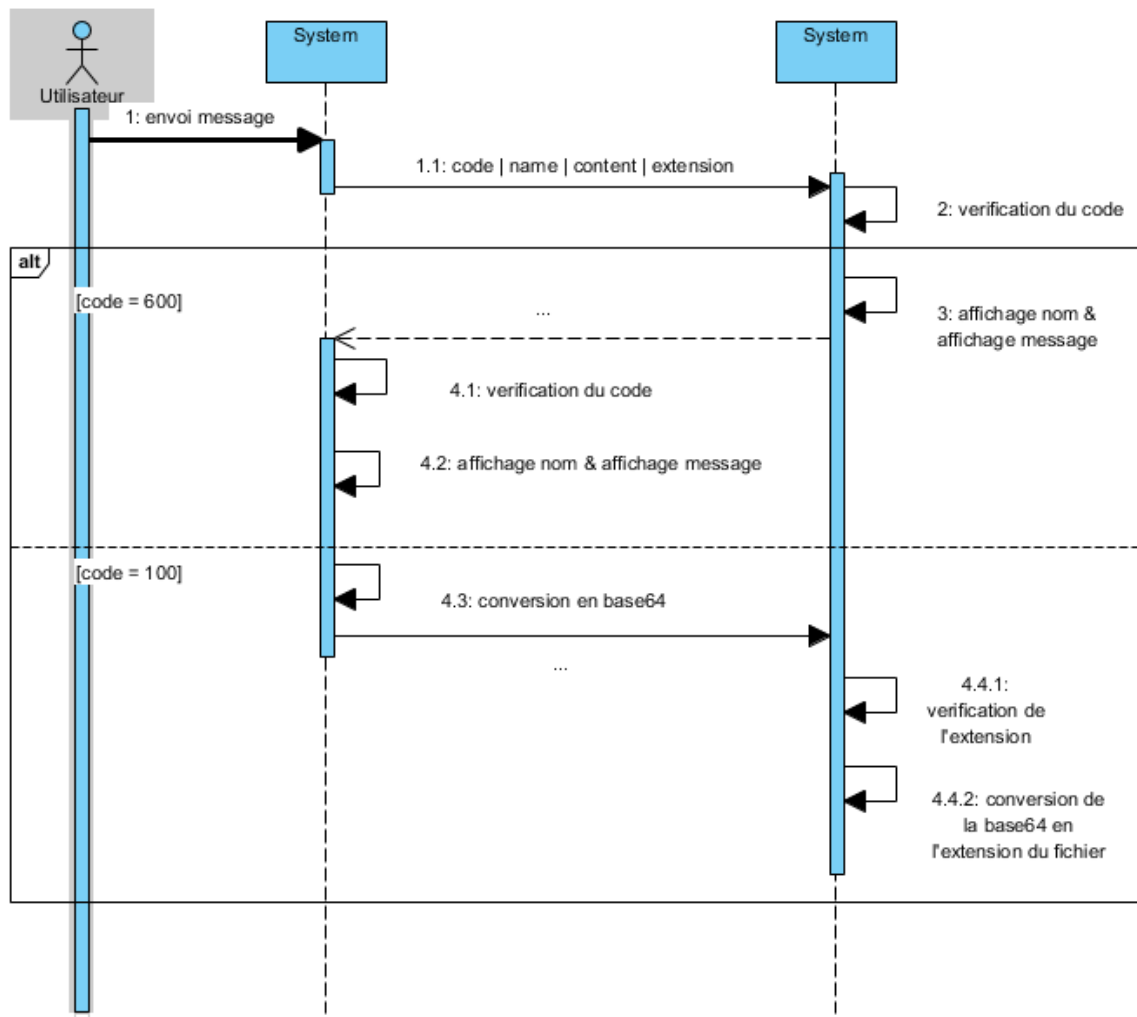 System
System
Utilisateur
1: envoi message
1.1: code | name | content | extension
2: verification du code
alt
[code = 600]
...
3: affichage nom &
affichage message
4.1: verification du code
4.2: affichage nom & affichage message
[code = 100]
4.3: conversion en base64
...
4.4.1:
verification de
l'extension
4.4.2: conversion de
la base64 en
l'extension du fichier